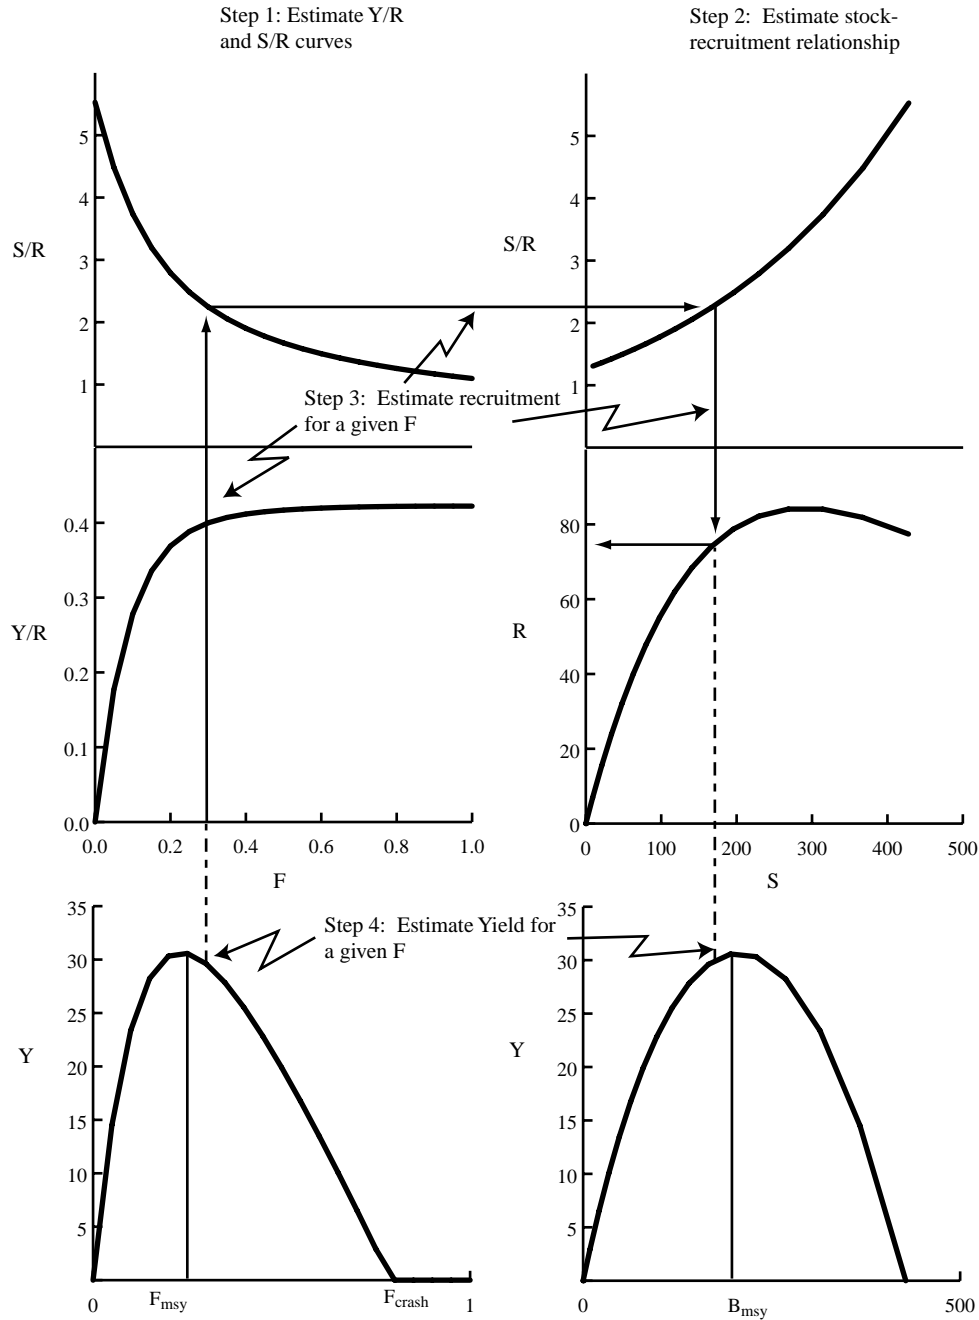 Step 1: Estimate Y/R
and S/R curves
Step 2: Estimate stock-
recruitment relationship
5
4
S/R
3
2
1
5
4
S/R
3
2
1
Step 3: Estimate recruitment
for a given F
0.4
0.3
Y/R
0.2
0.1
0.0
0.0
0.2
0.4
0.6
0.8
1.0
F
80
60
R
40
20
0
0
100
200
300
400
500
S
Step 4: Estimate Yield for
a given F
35
30
25
Y
20
15
10
5
0
Fmsy
Fcrash
1
35
30
25
Y
20
15
10
5
0
Bmsy
500